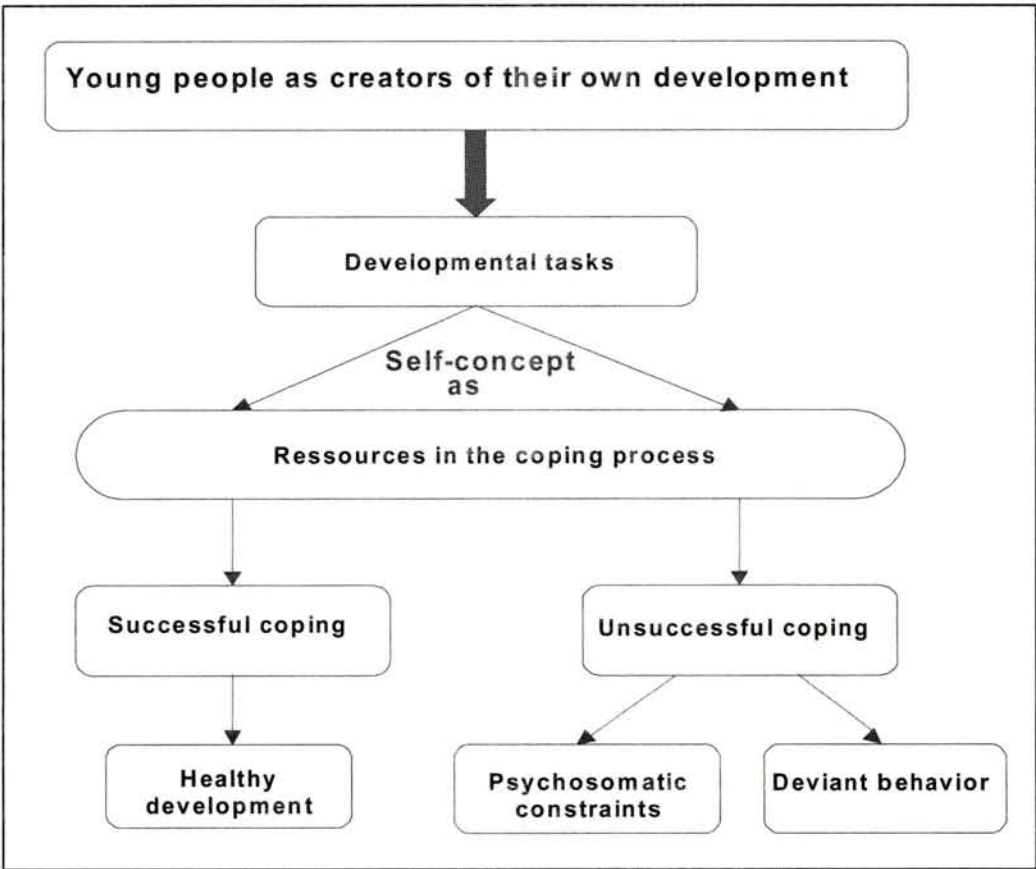 Young people as creators of their own development
Developmental tasks
Self-concept
as
Ressources in the coping process
Successful coping
Unsuccessful coping
Healthy
development
Psychosomatic
constraints
Deviant behavior